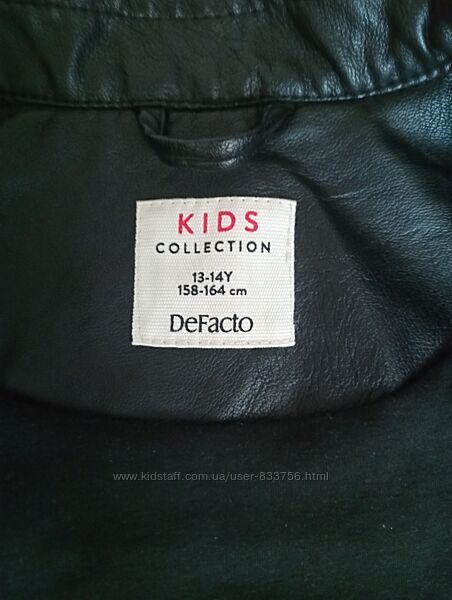 KIDS
COLLECTION
13-14Y
158-164 cm
DeFacto
www.kidstaff.com.ua/user-833756.html